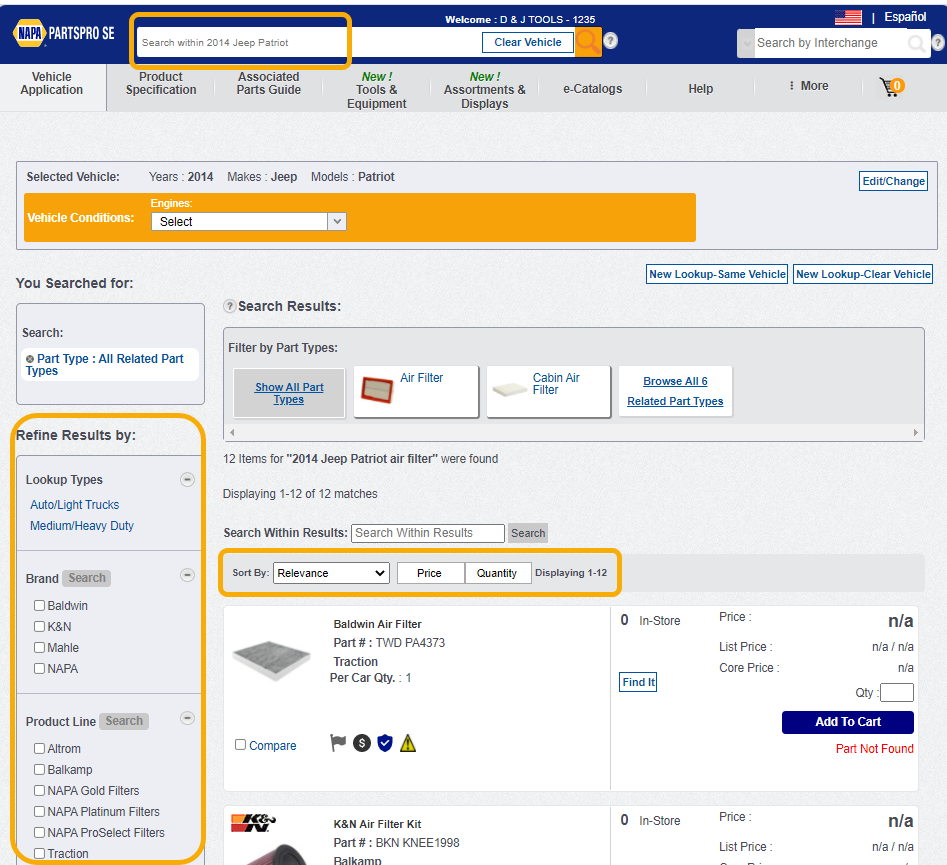 Welcome : D & J TOOLS - 1235
Español
NAPA PARTSPRO SE
Search within 2014 Jeep Patriot
Clear Vehicle
?
Search by Interchange
?
Vehicle
Application
Product
Specification
Associated
Parts Guide
New !
Tools &
Equipment
New !
Assortments &
Displays
e-Catalogs
Help
More
0
Selected Vehicle:
Years : 2014
Makes : Jeep
Models : Patriot
Edit/Change
Vehicle Conditions:
Engines:
Select
New Lookup-Same Vehicle
New Lookup-Clear Vehicle
You Searched for:
Search:
Part Type : All Related Part
Types
Refine Results by:
Lookup Types
Auto/Light Trucks
Medium/Heavy Duty
Brand
Search
Baldwin
K&N
Mahle
NAPA
Product Line
Search
Altrom
Balkamp
NAPA Gold Filters
NAPA Platinum Filters
NAPA ProSelect Filters
Traction
? Search Results:
Filter by Part Types:
Show All Part
Types
Air Filter
Cabin Air
Filter
Browse All 6
Related Part Types
12 Items for "2014 Jeep Patriot air filter" were found
Displaying 1-12 of 12 matches
Search Within Results:
Search Within Results
Search
Sort By:
Relevance
Price
Quantity
Displaying 1-12
Baldwin Air Filter
Part # : TWD PA4373
Traction
Per Car Qty. : 1
Compare
$
0 In-Store
Find It
Price :
n/a
List Price :
n/a / n/a
Core Price :
n/a
Qty :
Add To Cart
Part Not Found
K&N
K&N Air Filter Kit
Part # : BKN KNEE1998
Balkamp
0 In-Store
Price :
n/a
List Price :
n/a / n/a
Core Price :
n/a